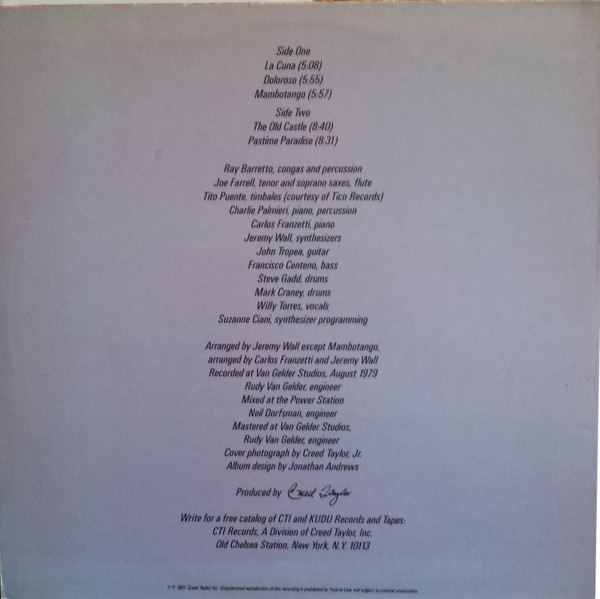 Side One
La Cuna (5:08)
Doloroso (5:55)
Mambotango (5:57)
Side Two
The Old Castle (8:40)
Pastime Paradise (8:31)
Ray Barretto, congas and percussion
Joe Farrell, tenor and soprano saxes, flute
Tito Puente, timbales (courtesy of Tico Records)
Charlie Palmieri, piano, percussion
Carlos Franzetti, piano
Jeremy Wall, synthesizers
John Tropea, guitar
Francisco Centeno, bass
Steve Gadd, drums
Mark Craney, drums
Willy Torres, vocals
Suzanne Ciani, synthesizer programming
Arranged by Jeremy Wall except Mambotango,
arranged by Carlos Franzetti and Jeremy Wall
Recorded at Van Gelder Studios, August 1979
Rudy Van Gelder, engineer
Mixed at the Power Station
Neil Dorfsman, engineer
Mastered at Van Gelder Studios,
Rudy Van Gelder, engineer
Cover photograph by Creed Taylor, Jr.
Album design by Jonathan Andrews
Produced by Creed Taylor
Write for a free catalog of CTI and KUDU Records and Tapes:
CTI Records, A Division of Creed Taylor, Inc.
Old Chelsea Station, New York, N.Y. 10113
© ℗ 1981, Creed Taylor, Inc. Unauthorized reproduction of this recording is prohibited by Federal Law and subject to criminal prosecution.